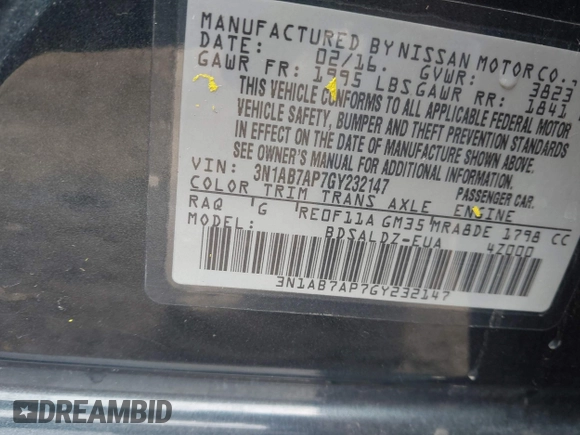 MANUFACTURED BY NISSAN MOTOR CO.,
DATE: 02/16. GVWR: 3823
GAWR FR: 1995 LBS GAWR RR: 1841
THIS VEHICLE CONFORMS TO ALL APPLICABLE FEDERAL MOTOR
VEHICLE SAFETY, BUMPER AND THEFT PREVENTION STANDARDS
IN EFFECT ON THE DATE OF MANUFACTURE SHOWN ABOVE.
SEE OWNER'S MANUAL FOR ADDITIONAL INFORMATION.
VIN: 3N1AB7AP7GY232147 PASSENGER CAR.
COLOR TRIM TRANS AXLE ENGINE
RAQ G RE0F11A GM35 MRA8DE 1798 CC
MODEL: BDSALDZ-EUA 4Z000
3N1AB7AP7GY232147
DREAMBID